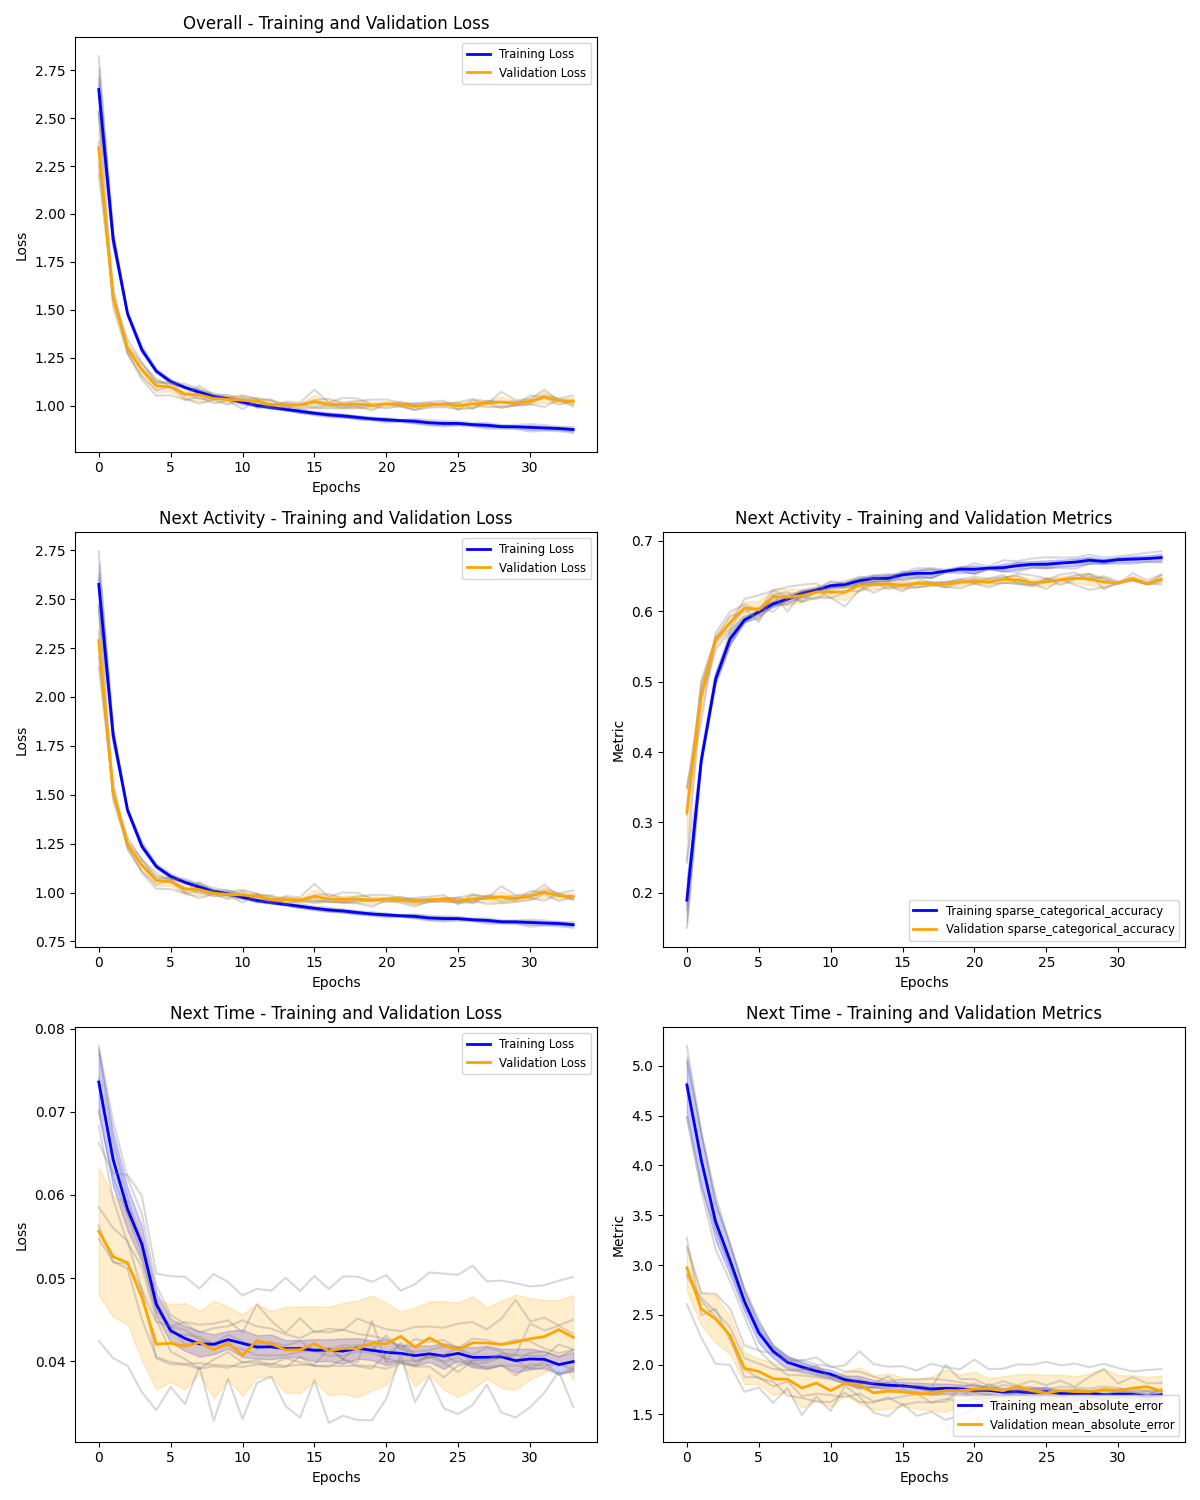 Overall - Training and Validation Loss
Training Loss
Validation Loss
2.75
2.50
2.25
2.00
1.75
1.50
1.25
1.00
Loss
0 5 10 15 20 25 30
Epochs
Next Activity - Training and Validation Loss
Training Loss
Validation Loss
2.75
2.50
2.25
2.00
1.75
1.50
1.25
1.00
0.75
Loss
0 5 10 15 20 25 30
Epochs
Next Activity - Training and Validation Metrics
0.7
0.6
0.5
0.4
0.3
0.2
Metric
Training sparse_categorical_accuracy
Validation sparse_categorical_accuracy
0 5 10 15 20 25 30
Epochs
Next Time - Training and Validation Loss
Training Loss
Validation Loss
0.08
0.07
0.06
0.05
0.04
Loss
0 5 10 15 20 25 30
Epochs
Next Time - Training and Validation Metrics
5.0
4.5
4.0
3.5
3.0
2.5
2.0
1.5
Metric
Training mean_absolute_error
Validation mean_absolute_error
0 5 10 15 20 25 30
Epochs